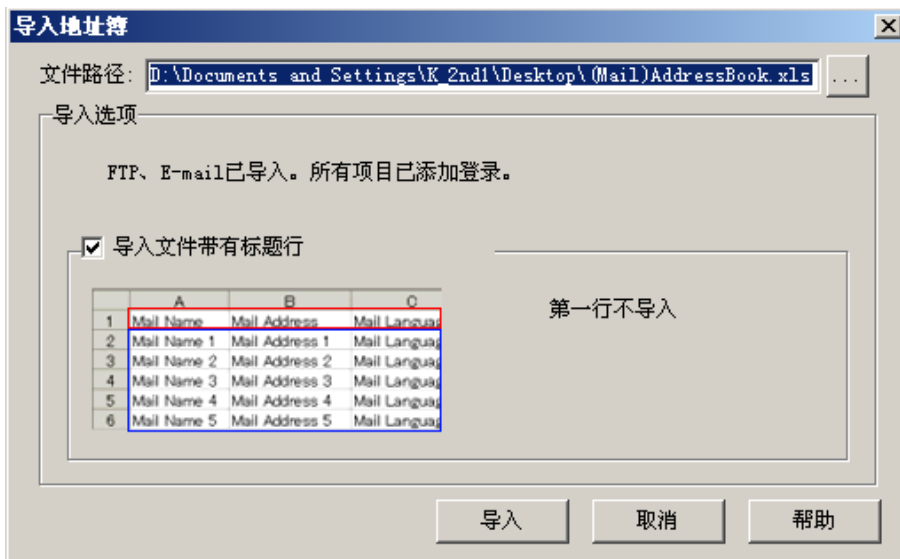 导入地址簿
文件路径: D:\Documents and Settings\K_2nd1\Desktop\(Mail)AddressBook.xls ...
导入选项
FTP、E-mail已导入。所有项目已添加登录。
导入文件带有标题行
A B C
1 Mail Name Mail Address Mail Languag
2 Mail Name 1 Mail Address 1 Mail Languag
3 Mail Name 2 Mail Address 2 Mail Languag
4 Mail Name 3 Mail Address 3 Mail Languag
5 Mail Name 4 Mail Address 4 Mail Languag
6 Mail Name 5 Mail Address 5 Mail Languag
第一行不导入
导入 取消 帮助